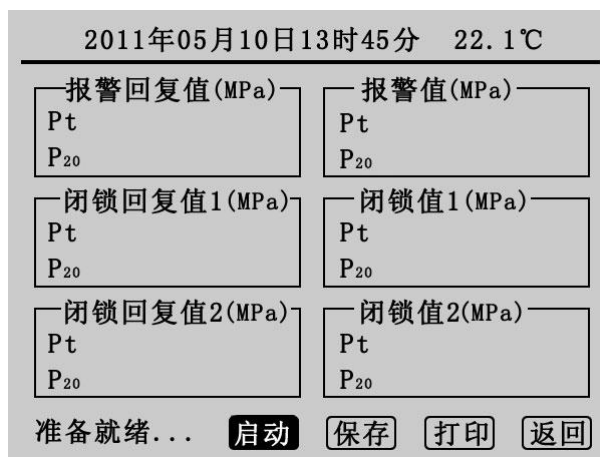 2011年05月10日13时45分 22.1℃
报警回复值(MPa) 报警值(MPa)
Pt Pt
P₂₀ P₂₀
闭锁回复值1(MPa) 闭锁值1(MPa)
Pt Pt
P₂₀ P₂₀
闭锁回复值2(MPa) 闭锁值2(MPa)
Pt Pt
P₂₀ P₂₀
准备就绪... 启动 保存 打印 返回